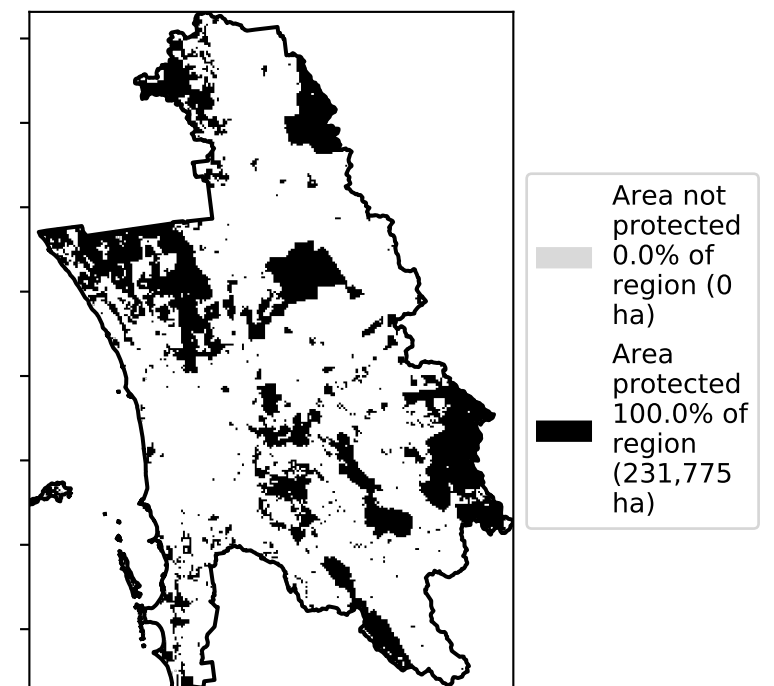 Area not
protected
0.0% of
region (0
ha)
Area
protected
100.0% of
region
(231,775
ha)